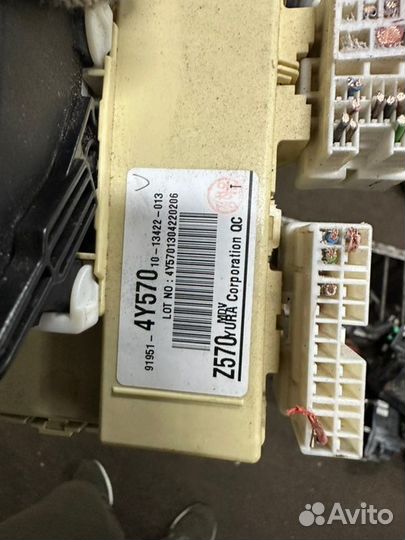 91951-4Y570
10-13422-013
LOT NO : 4Y5701304220206
Z570
MDV
YURA Corporation QC
Avito